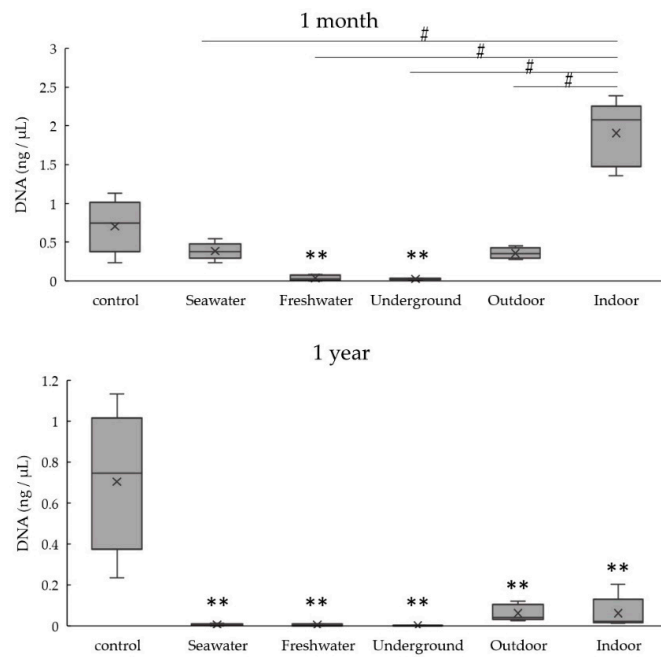 1 month
#
#
#
#
DNA (ng / μL)
3
2.5
2
1.5
1
0.5
0
** **
control Seawater Freshwater Underground Outdoor Indoor
1 year
DNA (ng / μL)
1.2
1
0.8
0.6
0.4
0.2
0
** ** ** ** **
control Seawater Freshwater Underground Outdoor Indoor